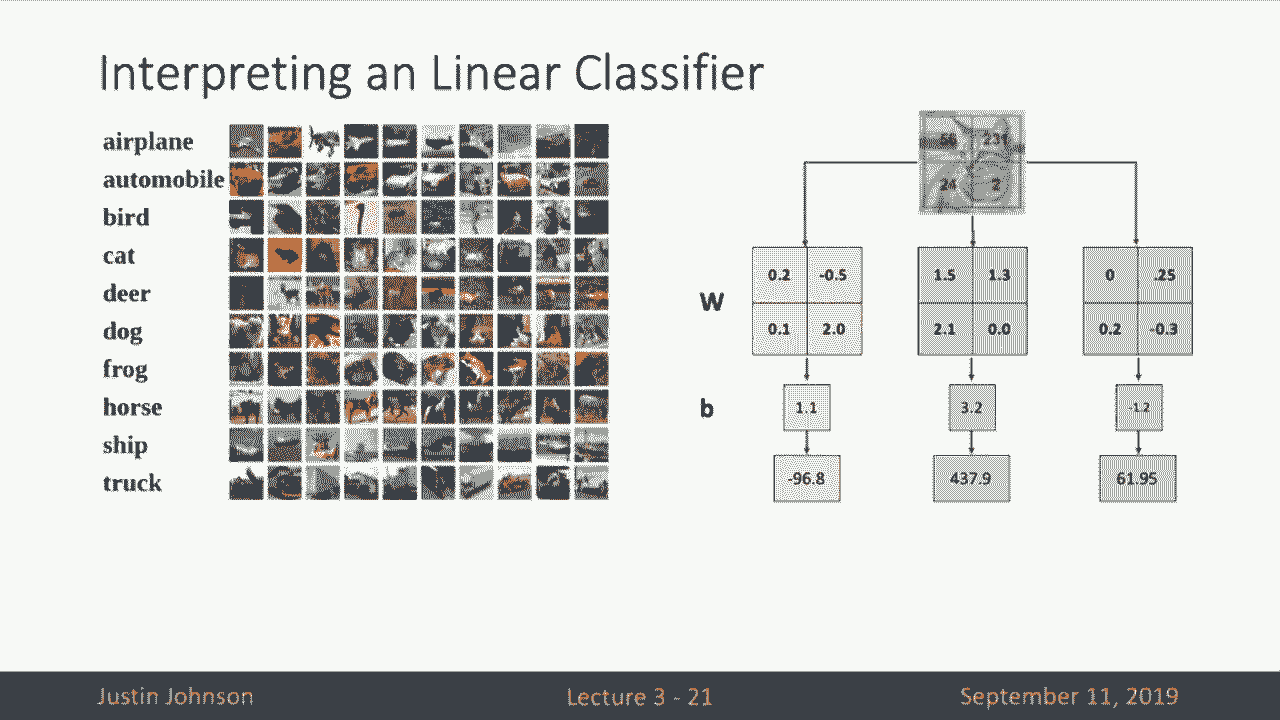 Interpreting an Linear Classifier
airplane
automobile
bird
cat
deer
dog
frog
horse
ship
truck
56 231
24 2
W
0.2 -0.5
0.1 2.0
1.5 1.3
2.1 0.0
0 .25
0.2 -0.3
b
1.1
3.2
-1.2
-96.8
437.9
61.95
Justin Johnson
Lecture 3 - 21
September 11, 2019